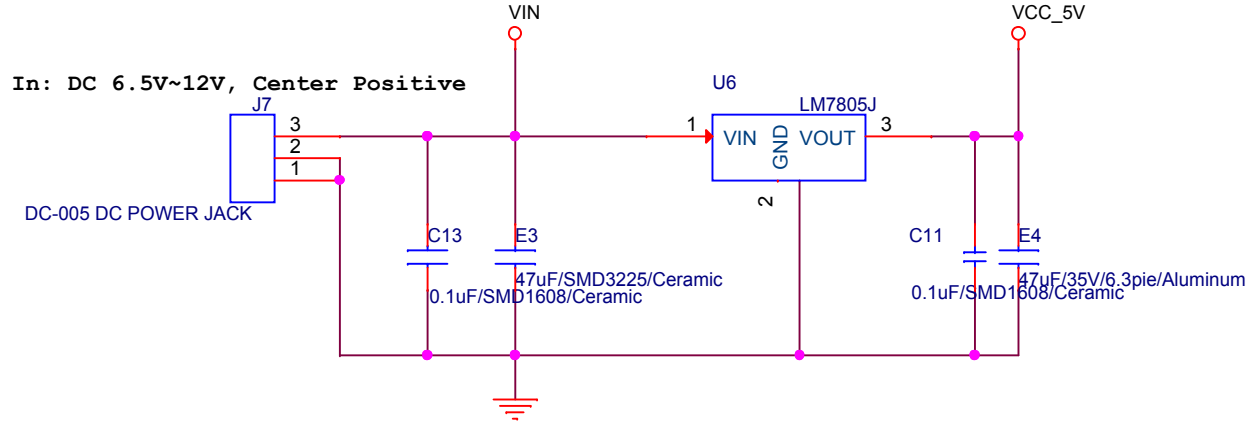 VIN
VCC_5V
In: DC 6.5V~12V, Center Positive
J7
U6
LM7805J
3
2
1
1
VIN
GND
VOUT
3
2
DC-005 DC POWER JACK
C13
E3
C11
E4
47uF/SMD3225/Ceramic
47uF/35V/6.3pie/Aluminum
0.1uF/SMD1608/Ceramic
0.1uF/SMD1608/Ceramic